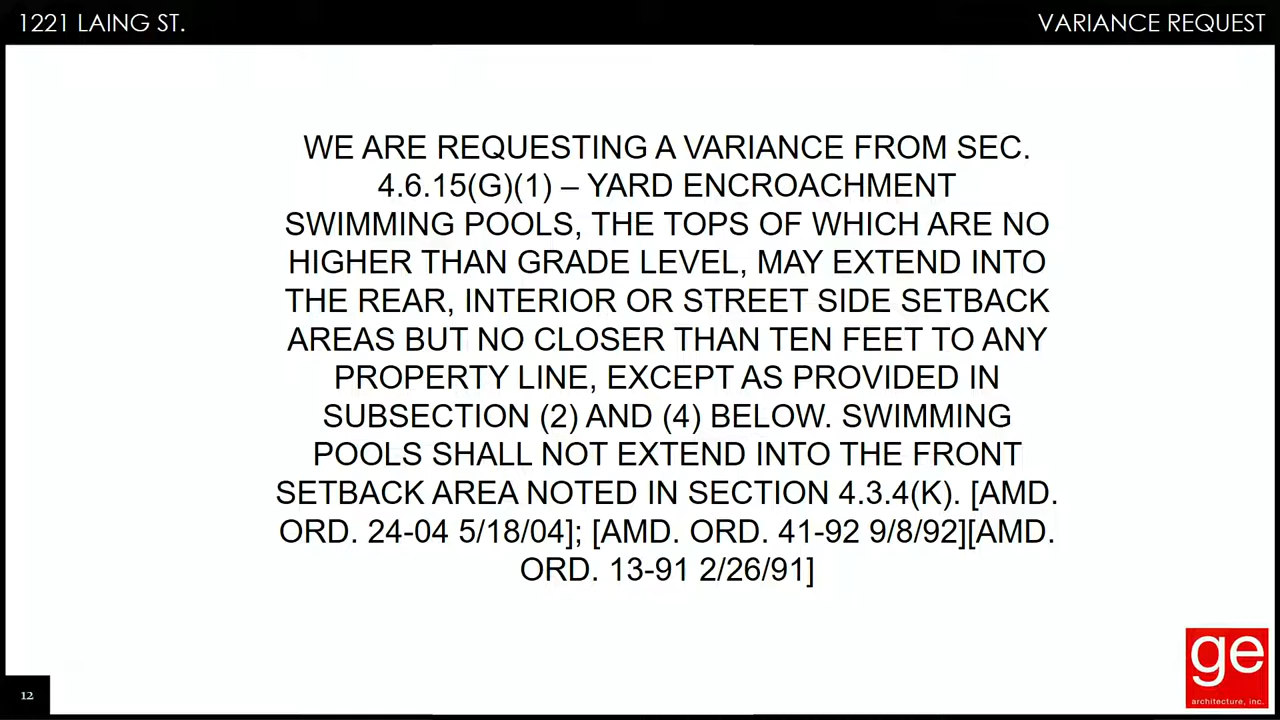 1221 LAING ST.
VARIANCE REQUEST
WE ARE REQUESTING A VARIANCE FROM SEC.
4.6.15(G)(1) – YARD ENCROACHMENT
SWIMMING POOLS, THE TOPS OF WHICH ARE NO
HIGHER THAN GRADE LEVEL, MAY EXTEND INTO
THE REAR, INTERIOR OR STREET SIDE SETBACK
AREAS BUT NO CLOSER THAN TEN FEET TO ANY
PROPERTY LINE, EXCEPT AS PROVIDED IN
SUBSECTION (2) AND (4) BELOW. SWIMMING
POOLS SHALL NOT EXTEND INTO THE FRONT
SETBACK AREA NOTED IN SECTION 4.3.4(K). [AMD.
ORD. 24-04 5/18/04]; [AMD. ORD. 41-92 9/8/92][AMD.
ORD. 13-91 2/26/91]
12
ge
architecture, inc.